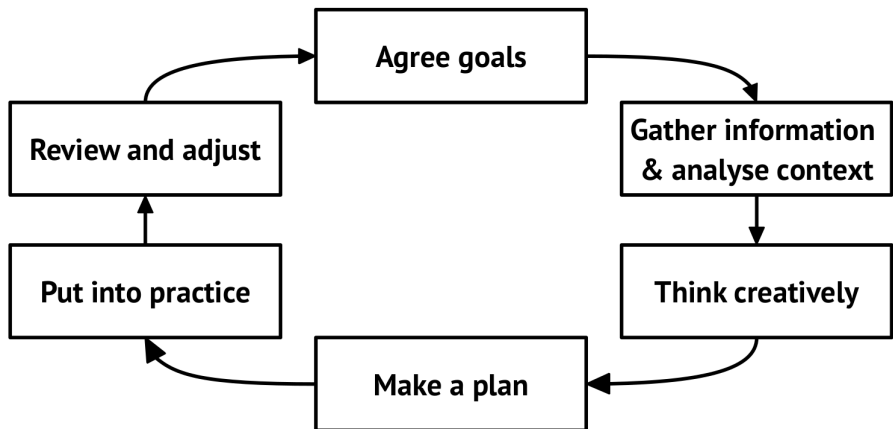 Agree goals
Gather information
& analyse context
Think creatively
Make a plan
Put into practice
Review and adjust